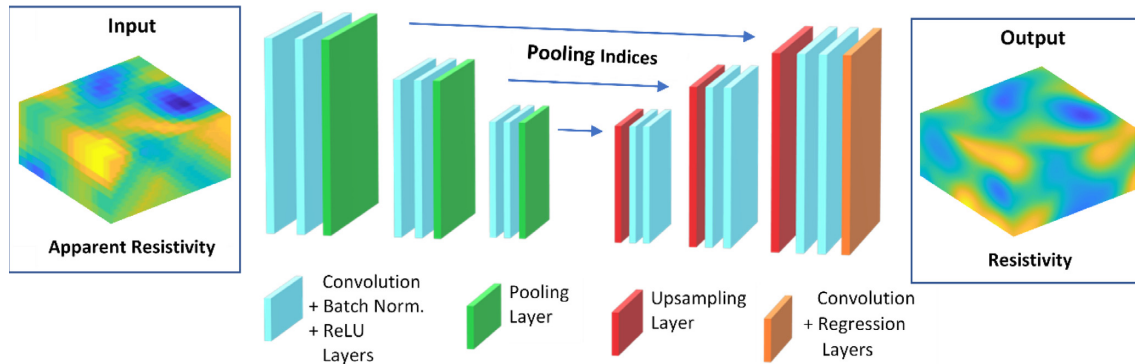 Input
Apparent Resistivity
Pooling Indices
Output
Resistivity
Convolution
+ Batch Norm.
+ ReLU
Layers
Pooling
Layer
Upsampling
Layer
Convolution
+ Regression
Layers